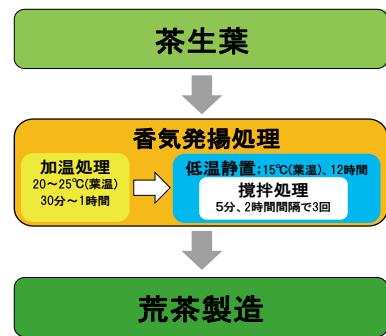 茶生葉
香気発揚処理
加温処理
20～25℃(葉温)
30分～1時間
低温静置:15℃(葉温)、12時間
撹拌処理
5分、2時間間隔で3回
荒茶製造